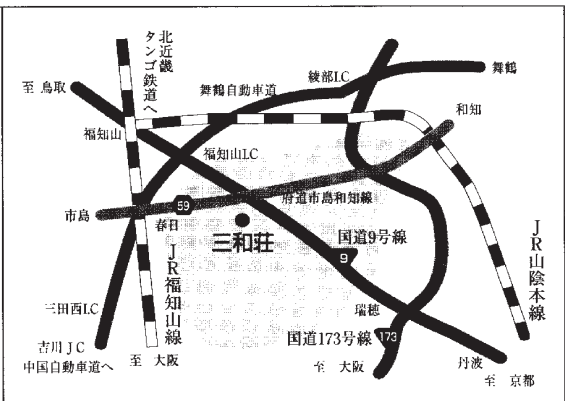 北近畿
タンゴ鉄道へ
至 鳥取
綾部I.C
舞鶴
舞鶴自動車道
和知
福知山
福知山I.C
府道市島和知線
市島
59
春日
三和荘
国道9号線
9
JR福知山線
JR山陰本線
三田西I.C
瑞穂
吉川JC
中国自動車道へ
国道173号線
173
至 大阪
至 大阪
丹波
至 京都